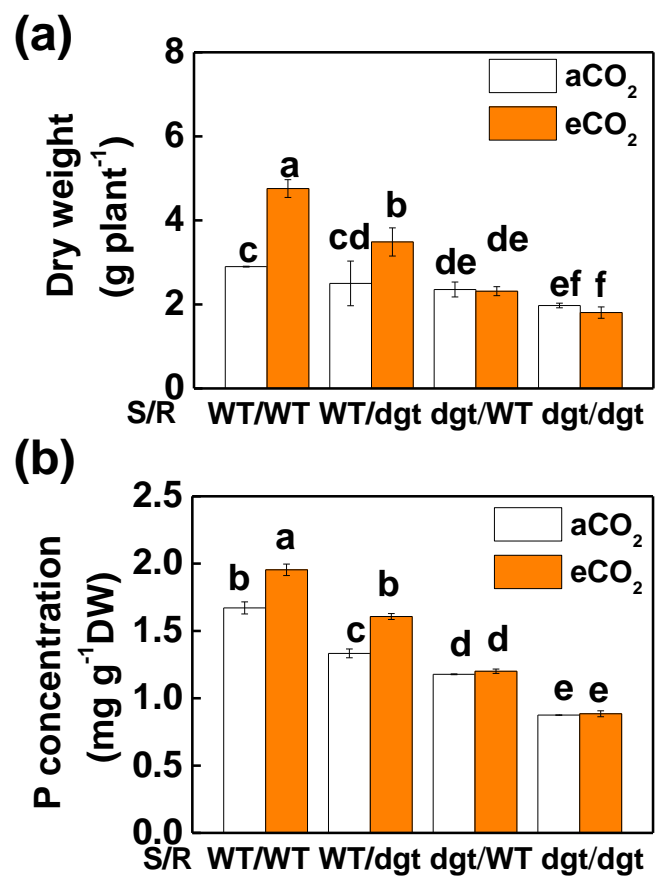 (a)
Dry weight
(g plant⁻¹)
8
6
4
2
0
aCO₂
eCO₂
c a cd b de de ef f
S/R WT/WT WT/dgt dgt/WT dgt/dgt
(b)
P concentration
(mg g⁻¹DW)
2.5
2.0
1.5
1.0
0.5
0.0
aCO₂
eCO₂
b a c b d d e e
S/R WT/WT WT/dgt dgt/WT dgt/dgt